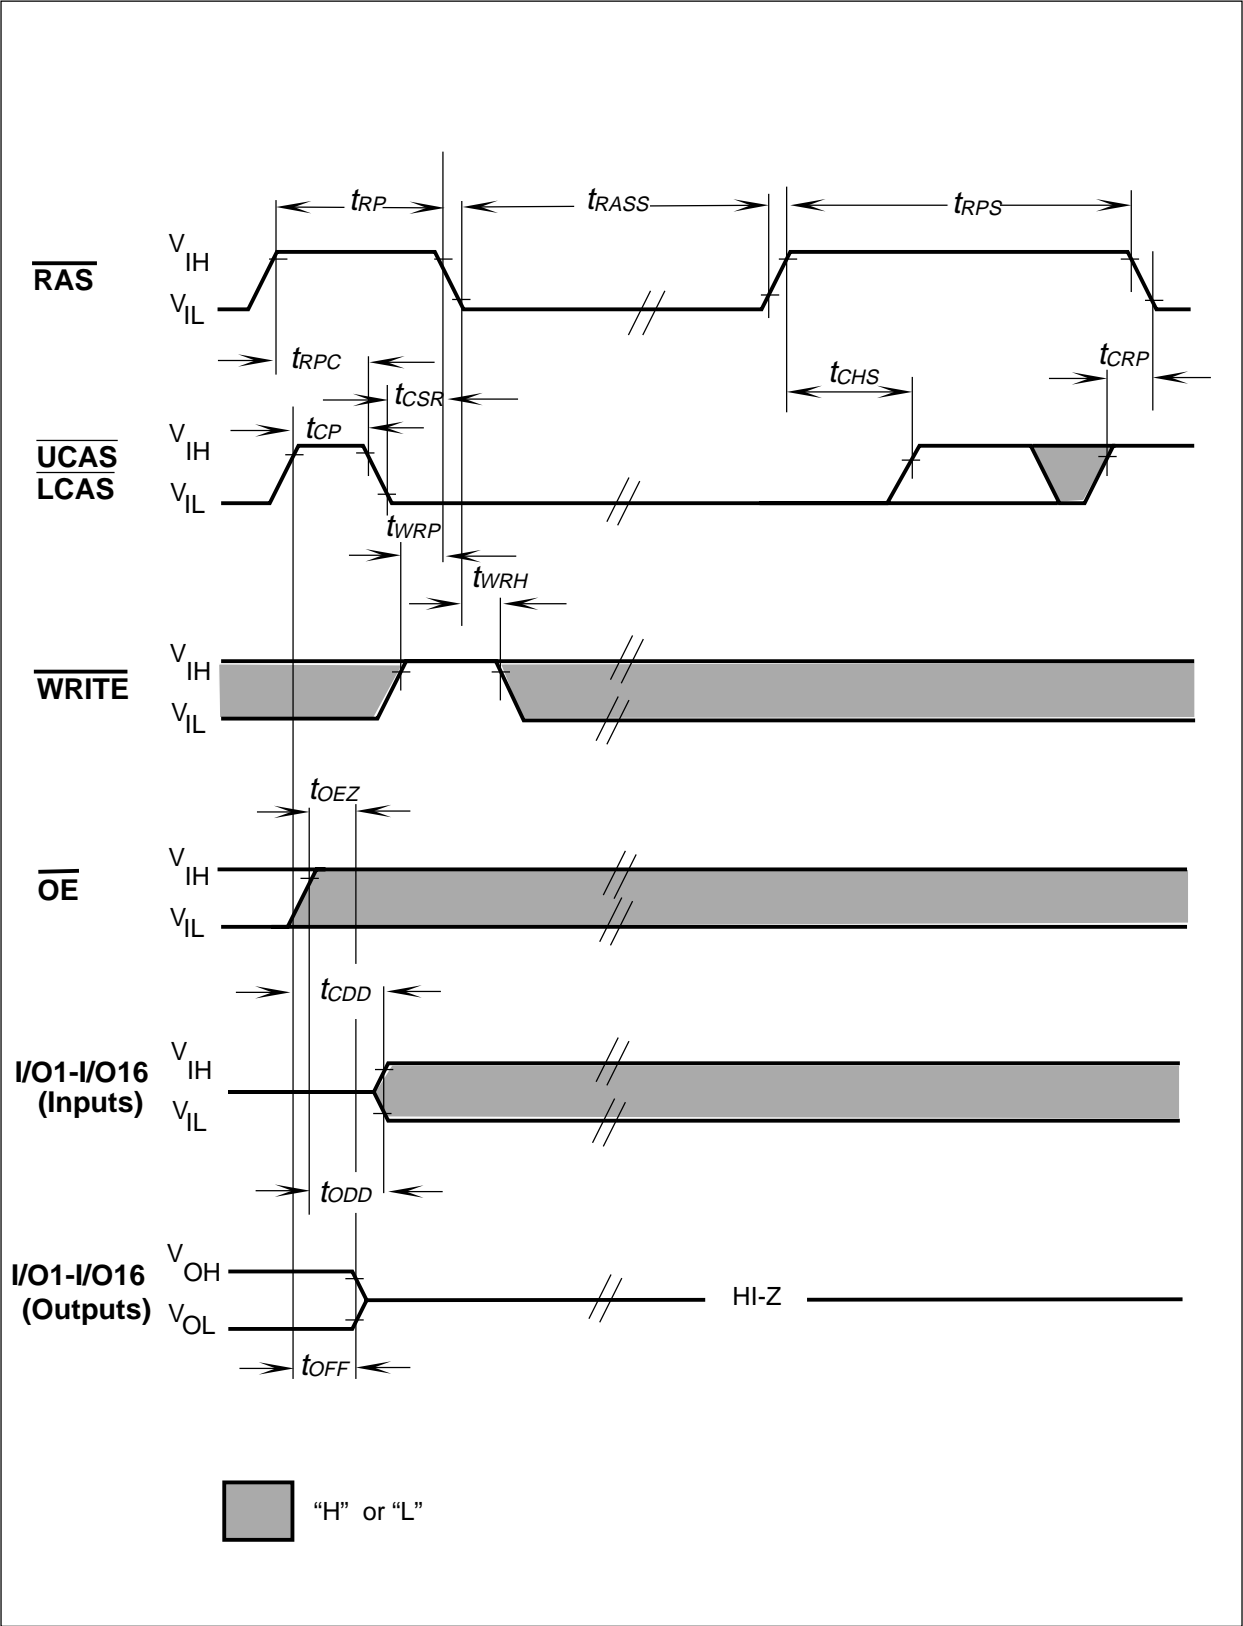 tRP
tRASS
tRPS
RAS
VIH
VIL
tRPC
tCSR
tCHS
tCRP
tCP
UCAS
LCAS
VIH
VIL
tWRP
tWRH
WRITE
VIH
VIL
tOEZ
OE
VIH
VIL
tCDD
I/O1-I/O16
(Inputs)
VIH
VIL
tODD
I/O1-I/O16
(Outputs)
VOH
VOL
HI-Z
tOFF
“H” or “L”